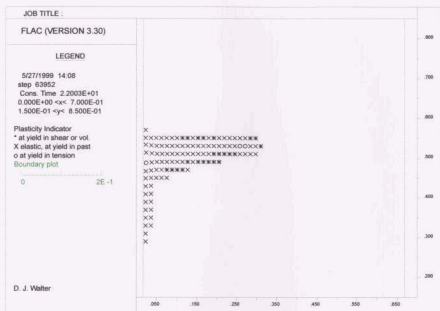 JOB TITLE :
FLAC (VERSION 3.30)
LEGEND
5/27/1999 14:08
step 63952
Cons. Time 2.2003E+01
0.000E+00 <x< 7.000E-01
1.500E-01 <y< 8.500E-01
Plasticity Indicator
* at yield in shear or vol.
X elastic, at yield in past
o at yield in tension
Boundary plot
0 2E -1
D. J. Walter
.800
.700
.600
.500
.400
.300
.200
.050 .150 .250 .350 .450 .550 .650